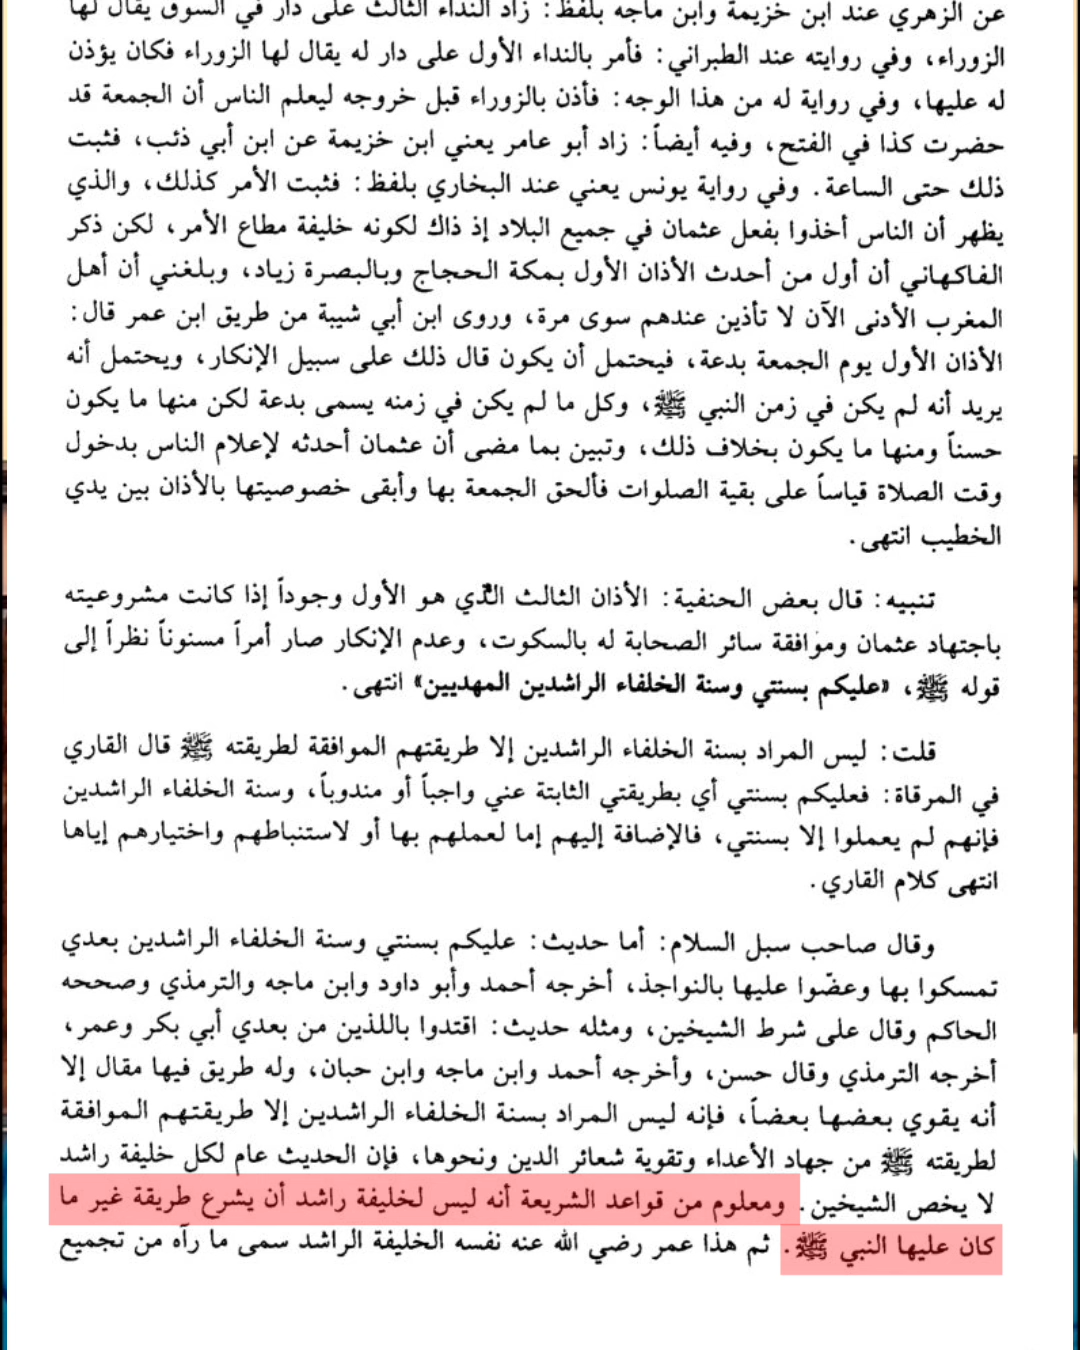 عن الزهري عند ابن خزيمة وابن ماجه بلفظ: زاد النداء الثالث على دار في السوق يقال لها
الزوراء، وفي روايته عند الطبراني: فأمر بالنداء الأول على دار له يقال لها الزوراء فكان يؤذن
له عليها، وفي رواية له من هذا الوجه: فأذن بالزوراء قبل خروجه ليعلم الناس أن الجمعة قد
حضرت كذا في الفتح، وفيه أيضاً: زاد أبو عامر يعني ابن خزيمة عن ابن أبي ذئب، فثبت
ذلك حتى الساعة. وفي رواية يونس يعني عند البخاري بلفظ: فثبت الأمر كذلك، والذي
يظهر أن الناس أخذوا بفعل عثمان في جميع البلاد إذ ذاك لكونه خليفة مطاع الأمر، لكن ذكر
الفاكهاني أن أول من أحدث الأذان الأول بمكة الحجاج وبالبصرة زياد، وبلغني أن أهل
المغرب الأدنى الآن لا تأذين عندهم سوى مرة، وروى ابن أبي شيبة من طريق ابن عمر قال:
الأذان الأول يوم الجمعة بدعة، فيحتمل أن يكون قال ذلك على سبيل الإنكار، ويحتمل أنه
يريد أنه لم يكن في زمن النبي ﷺ، وكل ما لم يكن في زمنه يسمى بدعة لكن منها ما يكون
حسناً ومنها ما يكون بخلاف ذلك، وتبين بما مضى أن عثمان أحدثه لإعلام الناس بدخول
وقت الصلاة قياساً على بقية الصلوات فألحق الجمعة بها وأبقى خصوصيتها بالأذان بين يدي
الخطيب انتهى.
تنبيه: قال بعض الحنفية: الأذان الثالث الذي هو الأول وجوداً إذا كانت مشروعيته
باجتهاد عثمان وموافقة سائر الصحابة له بالسكوت، وعدم الإنكار صار أمراً مسنوناً نظراً إلى
قوله ﷺ، «عليكم بسنتي وسنة الخلفاء الراشدين المهديين» انتهى.
قلت: ليس المراد بسنة الخلفاء الراشدين إلا طريقتهم الموافقة لطريقته ﷺ قال القاري
في المرقاة: فعليكم بسنتي أي بطريقتي الثابتة عني واجباً أو مندوباً، وسنة الخلفاء الراشدين
فإنهم لم يعملوا إلا بسنتي، فالإضافة إليهم إما لعملهم بها أو لاستنباطهم واختيارهم إياها
انتهى كلام القاري.
وقال صاحب سبل السلام: أما حديث: عليكم بسنتي وسنة الخلفاء الراشدين بعدي
تمسكوا بها وعضّوا عليها بالنواجذ، أخرجه أحمد وأبو داود وابن ماجه والترمذي وصححه
الحاكم وقال على شرط الشيخين، ومثله حديث: اقتدوا باللذين من بعدي أبي بكر وعمر،
أخرجه الترمذي وقال حسن، وأخرجه أحمد وابن ماجه وابن حبان، وله طريق فيها مقال إلا
أنه يقوي بعضها بعضاً، فإنه ليس المراد بسنة الخلفاء الراشدين إلا طريقتهم الموافقة
لطريقته ﷺ من جهاد الأعداء وتقوية شعائر الدين ونحوها، فإن الحديث عام لكل خليفة راشد
لا يخص الشيخين. ومعلوم من قواعد الشريعة أنه ليس لخليفة راشد أن يشرع طريقة غير ما
كان عليها النبي ﷺ. ثم هذا عمر رضي الله عنه نفسه الخليفة الراشد سمى ما رآه من تجميع